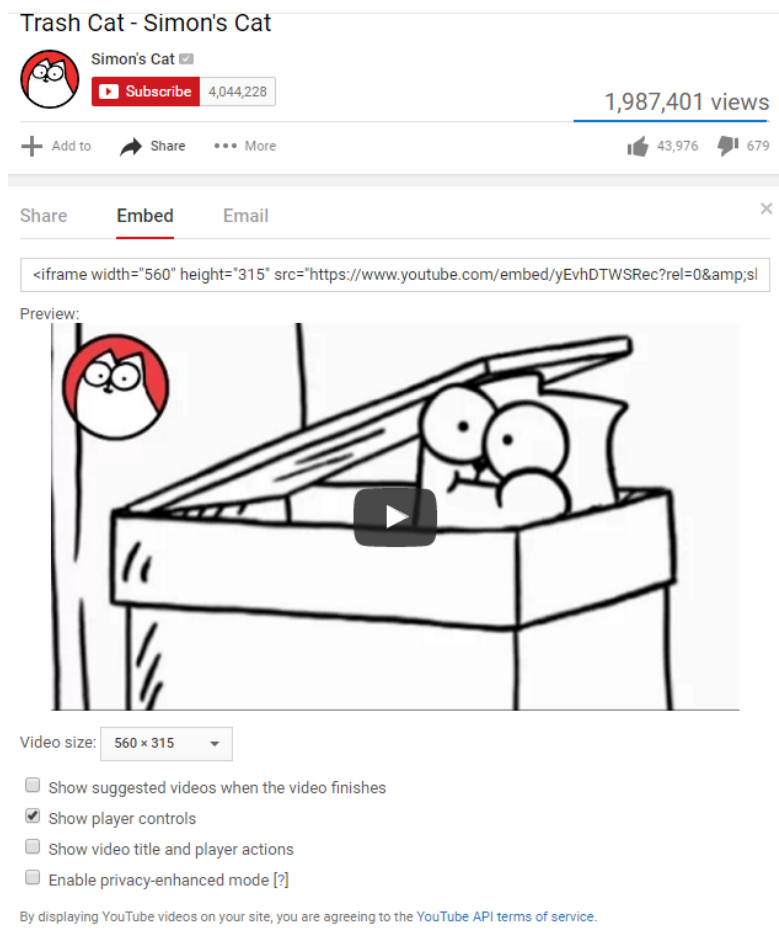 Trash Cat - Simon's Cat
Simon's Cat
Subscribe 4,044,228
1,987,401 views
Add to Share More 43,976 679
Share Embed Email
<iframe width="560" height="315" src="https://www.youtube.com/embed/yEvhDTWSRec?rel=0&amp;sl
Preview:
Video size: 560 × 315
Show suggested videos when the video finishes
Show player controls
Show video title and player actions
Enable privacy-enhanced mode [?]
By displaying YouTube videos on your site, you are agreeing to the YouTube API terms of service.